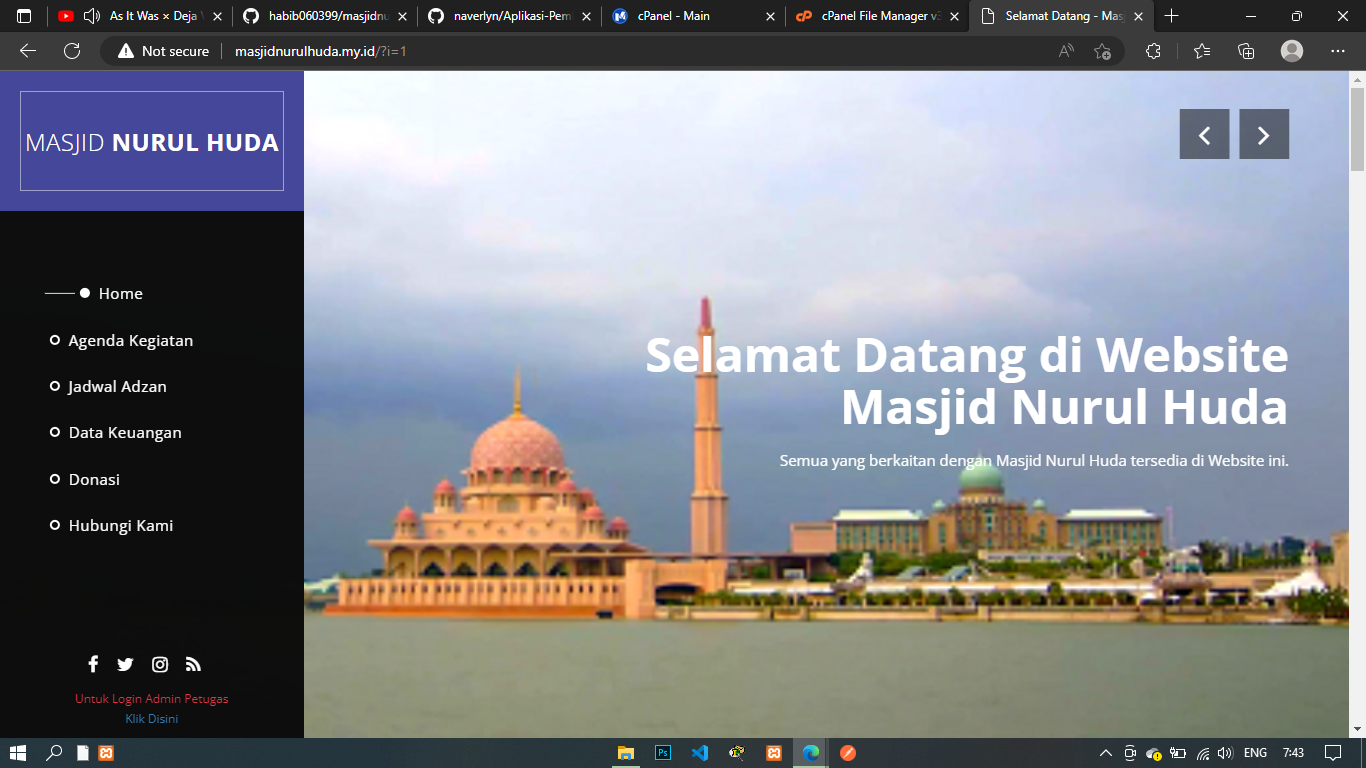 As It Was × Deja V
habib060399/masjidnu
naverlyn/Aplikasi-Pem
cPanel - Main
cPanel File Manager v3
Selamat Datang - Mas
Not secure
masjidnurulhuda.my.id/?i=1
MASJID NURUL HUDA
Home
Agenda Kegiatan
Jadwal Adzan
Data Keuangan
Donasi
Hubungi Kami
Untuk Login Admin Petugas
Klik Disini
Selamat Datang di Website
Masjid Nurul Huda
Semua yang berkaitan dengan Masjid Nurul Huda tersedia di Website ini.
Ps
ENG
7:43